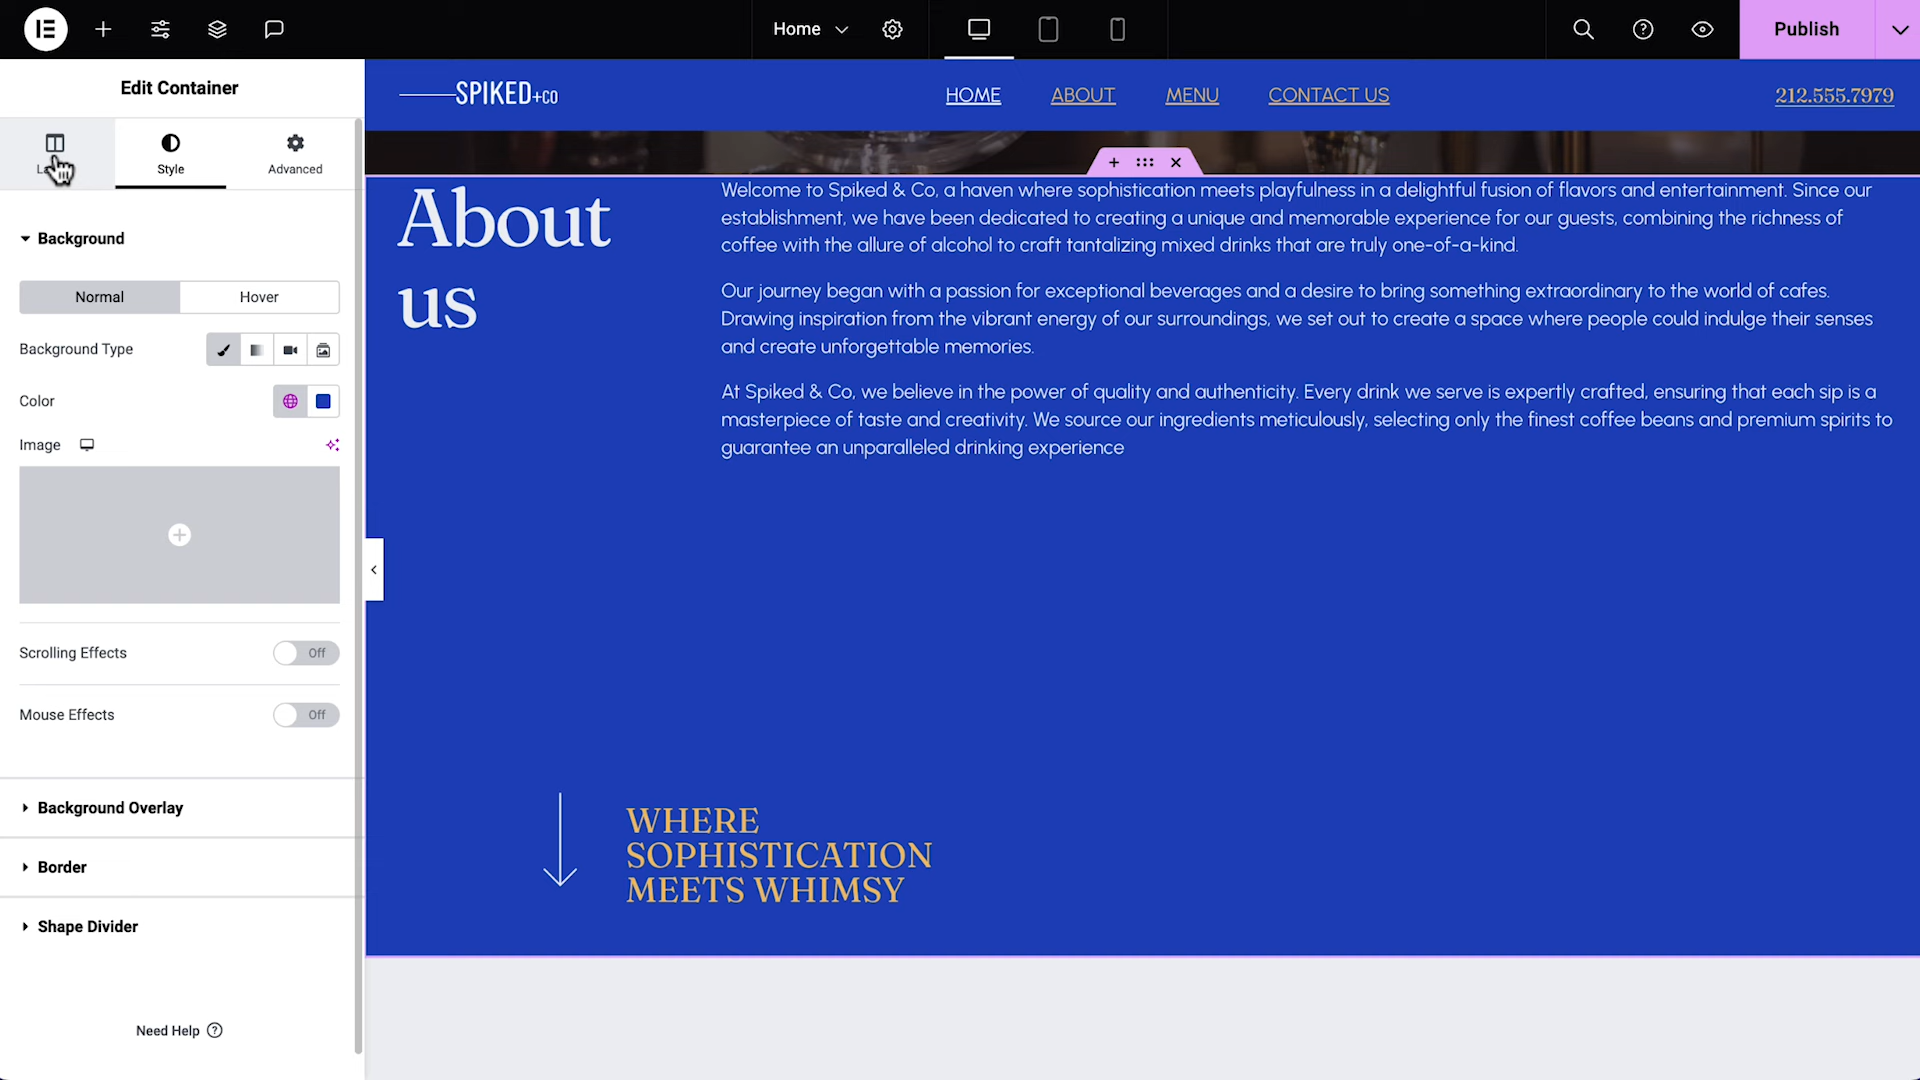 Home
Publish
Edit Container
Style
Advanced
Background
Normal
Hover
Background Type
Color
Image
Scrolling Effects
Off
Mouse Effects
Off
Background Overlay
Border
Shape Divider
Need Help
SPIKED+CO
HOME
ABOUT
MENU
CONTACT US
212.555.7979
About
us
Welcome to Spiked & Co, a haven where sophistication meets playfulness in a delightful fusion of flavors and entertainment. Since our
establishment, we have been dedicated to creating a unique and memorable experience for our guests, combining the richness of
coffee with the allure of alcohol to craft tantalizing mixed drinks that are truly one-of-a-kind.
Our journey began with a passion for exceptional beverages and a desire to bring something extraordinary to the world of cafes.
Drawing inspiration from the vibrant energy of our surroundings, we set out to create a space where people could indulge their senses
and create unforgettable memories.
At Spiked & Co, we believe in the power of quality and authenticity. Every drink we serve is expertly crafted, ensuring that each sip is a
masterpiece of taste and creativity. We source our ingredients meticulously, selecting only the finest coffee beans and premium spirits to
guarantee an unparalleled drinking experience
WHERE
SOPHISTICATION
MEETS WHIMSY